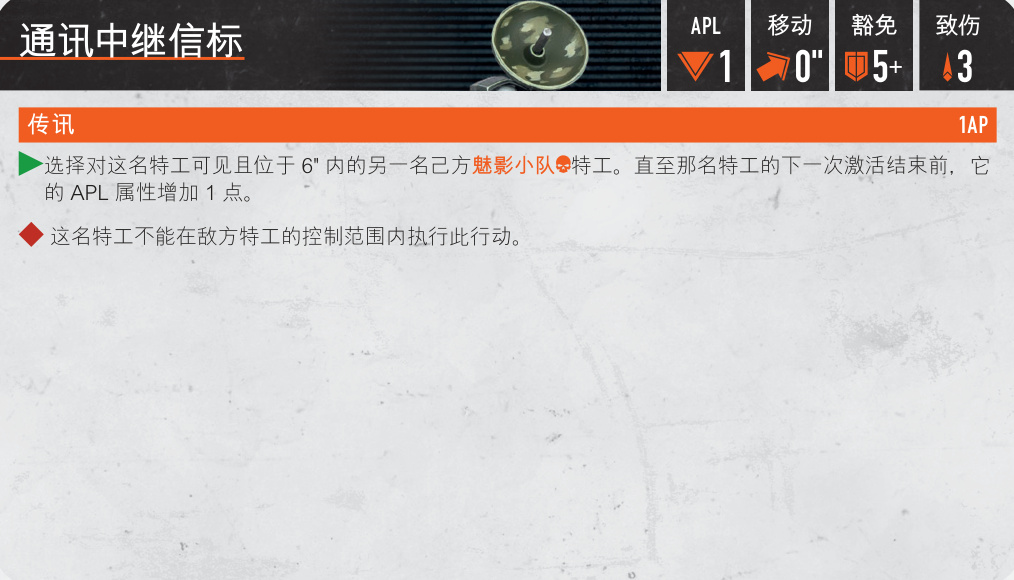 通讯中继信标
APL 移动 豁免 致伤
1 0" 5+ 3
传讯 1AP
选择对这名特工可见且位于 6" 内的另一名己方魅影小队特工。直至那名特工的下一次激活结束前，它
的 APL 属性增加 1 点。
这名特工不能在敌方特工的控制范围内执行此行动。